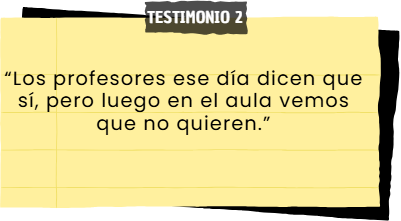 TESTIMONIO 2
“Los profesores ese día dicen que
sí, pero luego en el aula vemos
que no quieren.”